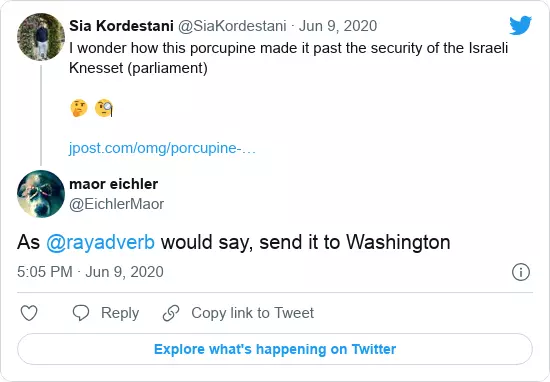 Sia Kordestani @SiaKordestani · Jun 9, 2020
I wonder how this porcupine made it past the security of the Israeli
Knesset (parliament)
🤔 🧐
jpost.com/omg/porcupine-…
maor eichler
@EichlerMaor
As @rayadverb would say, send it to Washington
5:05 PM · Jun 9, 2020
Reply
Copy link to Tweet
Explore what's happening on Twitter